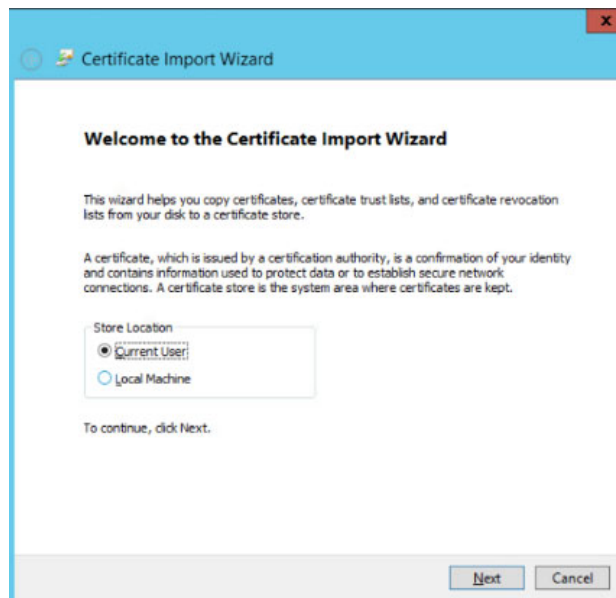 x
Certificate Import Wizard
Welcome to the Certificate Import Wizard
This wizard helps you copy certificates, certificate trust lists, and certificate revocation
lists from your disk to a certificate store.
A certificate, which is issued by a certification authority, is a confirmation of your identity
and contains information used to protect data or to establish secure network
connections. A certificate store is the system area where certificates are kept.
Store Location
Current User
Local Machine
To continue, click Next.
Next Cancel